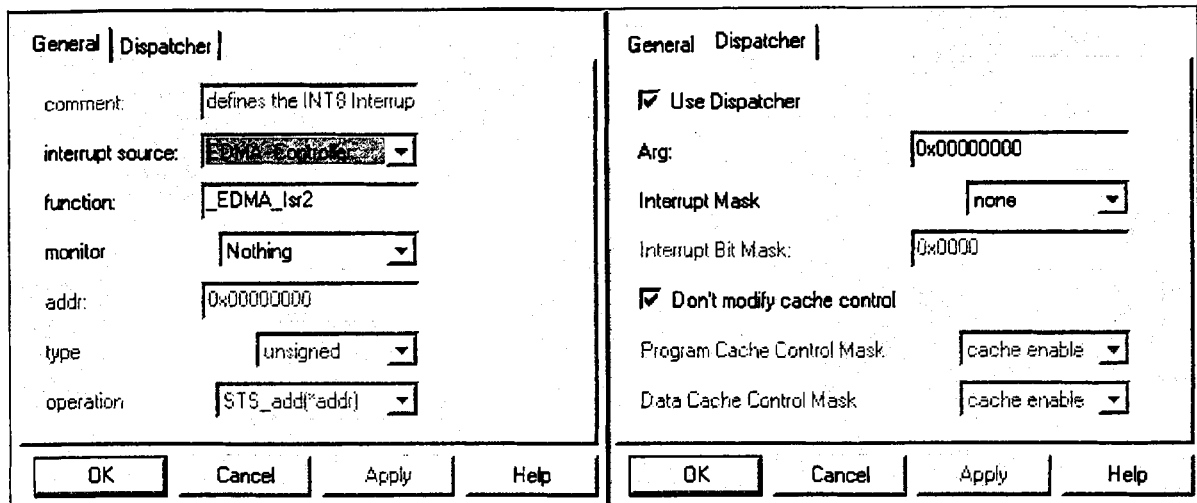 General Dispatcher
comment: defines the INT8 Interrup
interrupt source: EDMA-Controller
function: _EDMA_Isr2
monitor Nothing
addr: 0x00000000
type unsigned
operation STS_add(*addr)
OK Cancel Apply Help
General Dispatcher
Use Dispatcher
Arg: 0x00000000
Interrupt Mask none
Interrupt Bit Mask: 0x0000
Don't modify cache control
Program Cache Control Mask cache enable
Data Cache Control Mask cache enable
OK Cancel Apply Help